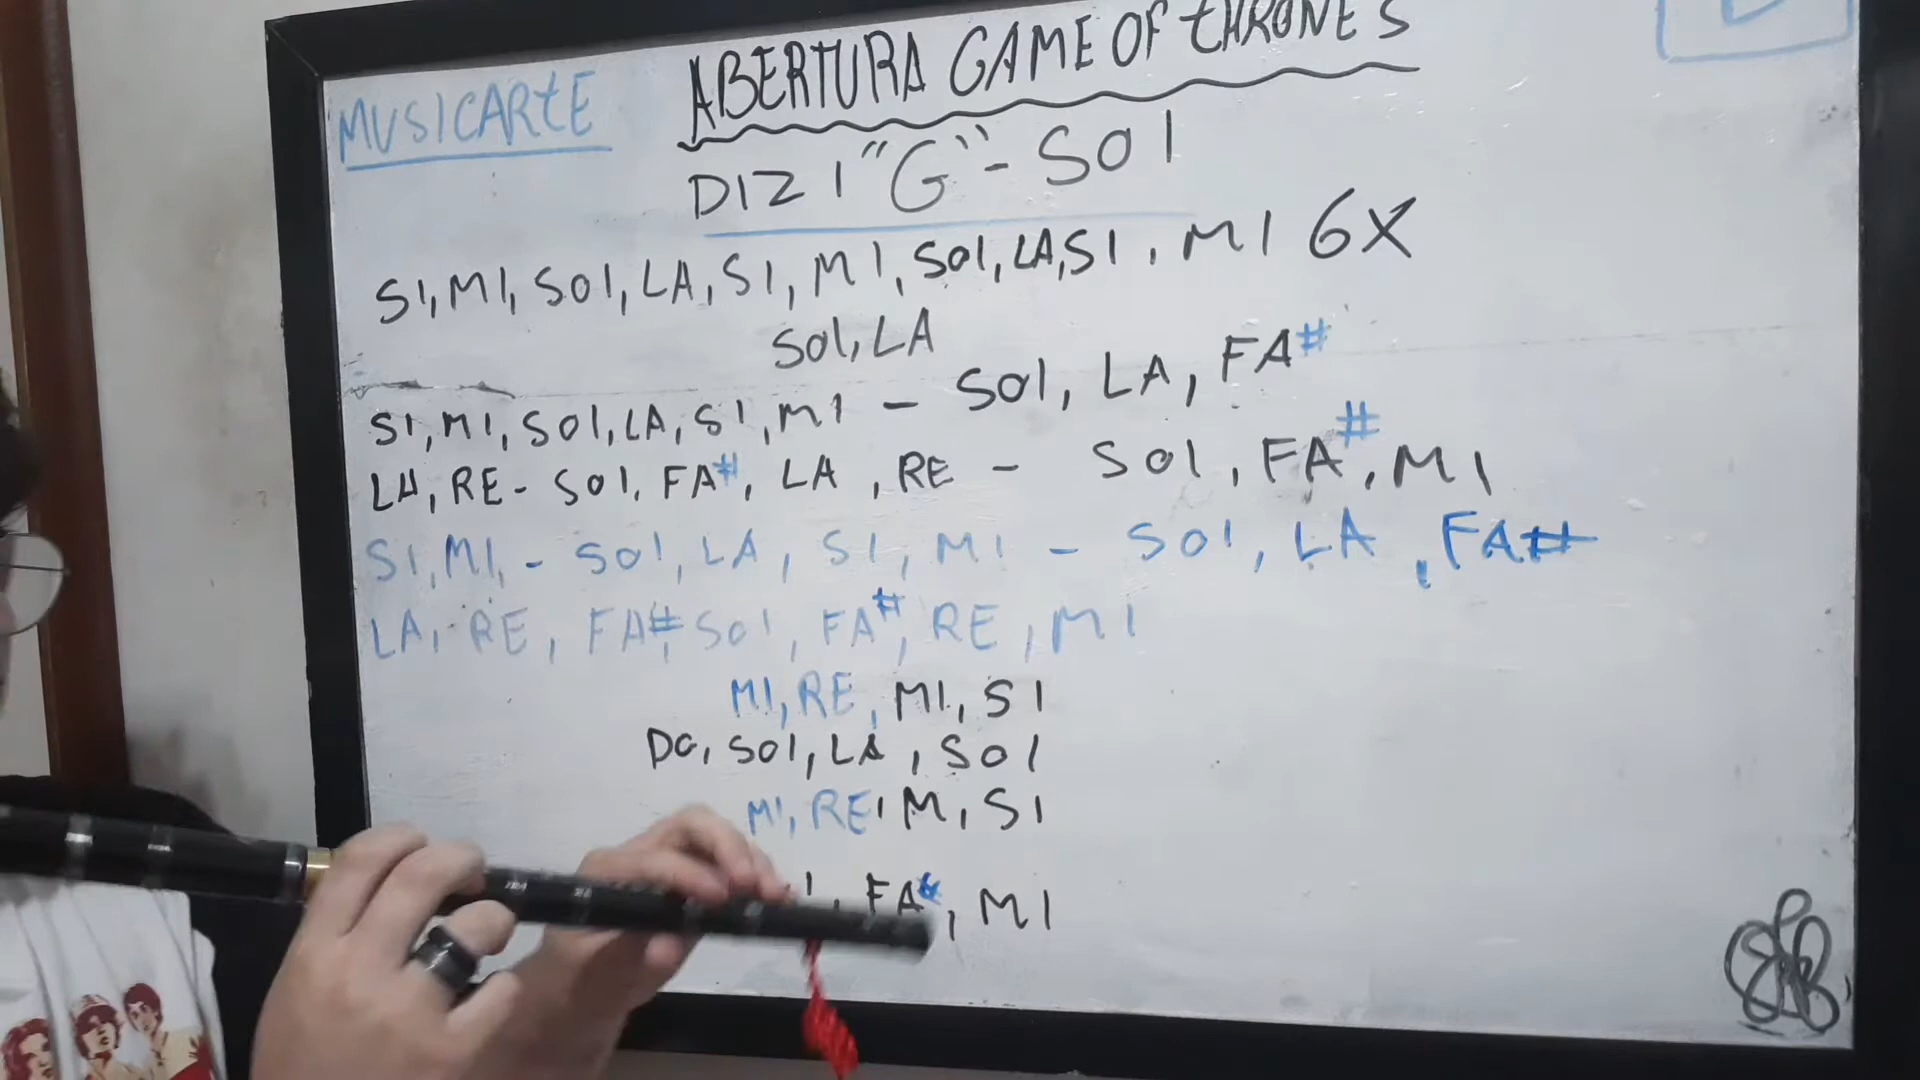 MUSICARtE
ABERTURA GAME OF tHRONES
DIZI "G" - SOl
SI, MI, SOl, LA, SI, MI, SOl, LA, SI, MI 6X
SOl, LA
SI, MI, SOl, LA, SI, MI - SOl, LA, FA#
LA, RE - SOl, FA#, LA, RE - SOl, FA#, MI
SI, MI, - SOl, LA, SI, MI - SOl, LA, FA#
LA, RE, FA#, SOl, FA#, RE, MI
MI, RE, MI, SI
DO, SOl, LA, SOl
MI, RE, M, SI
FA#, MI